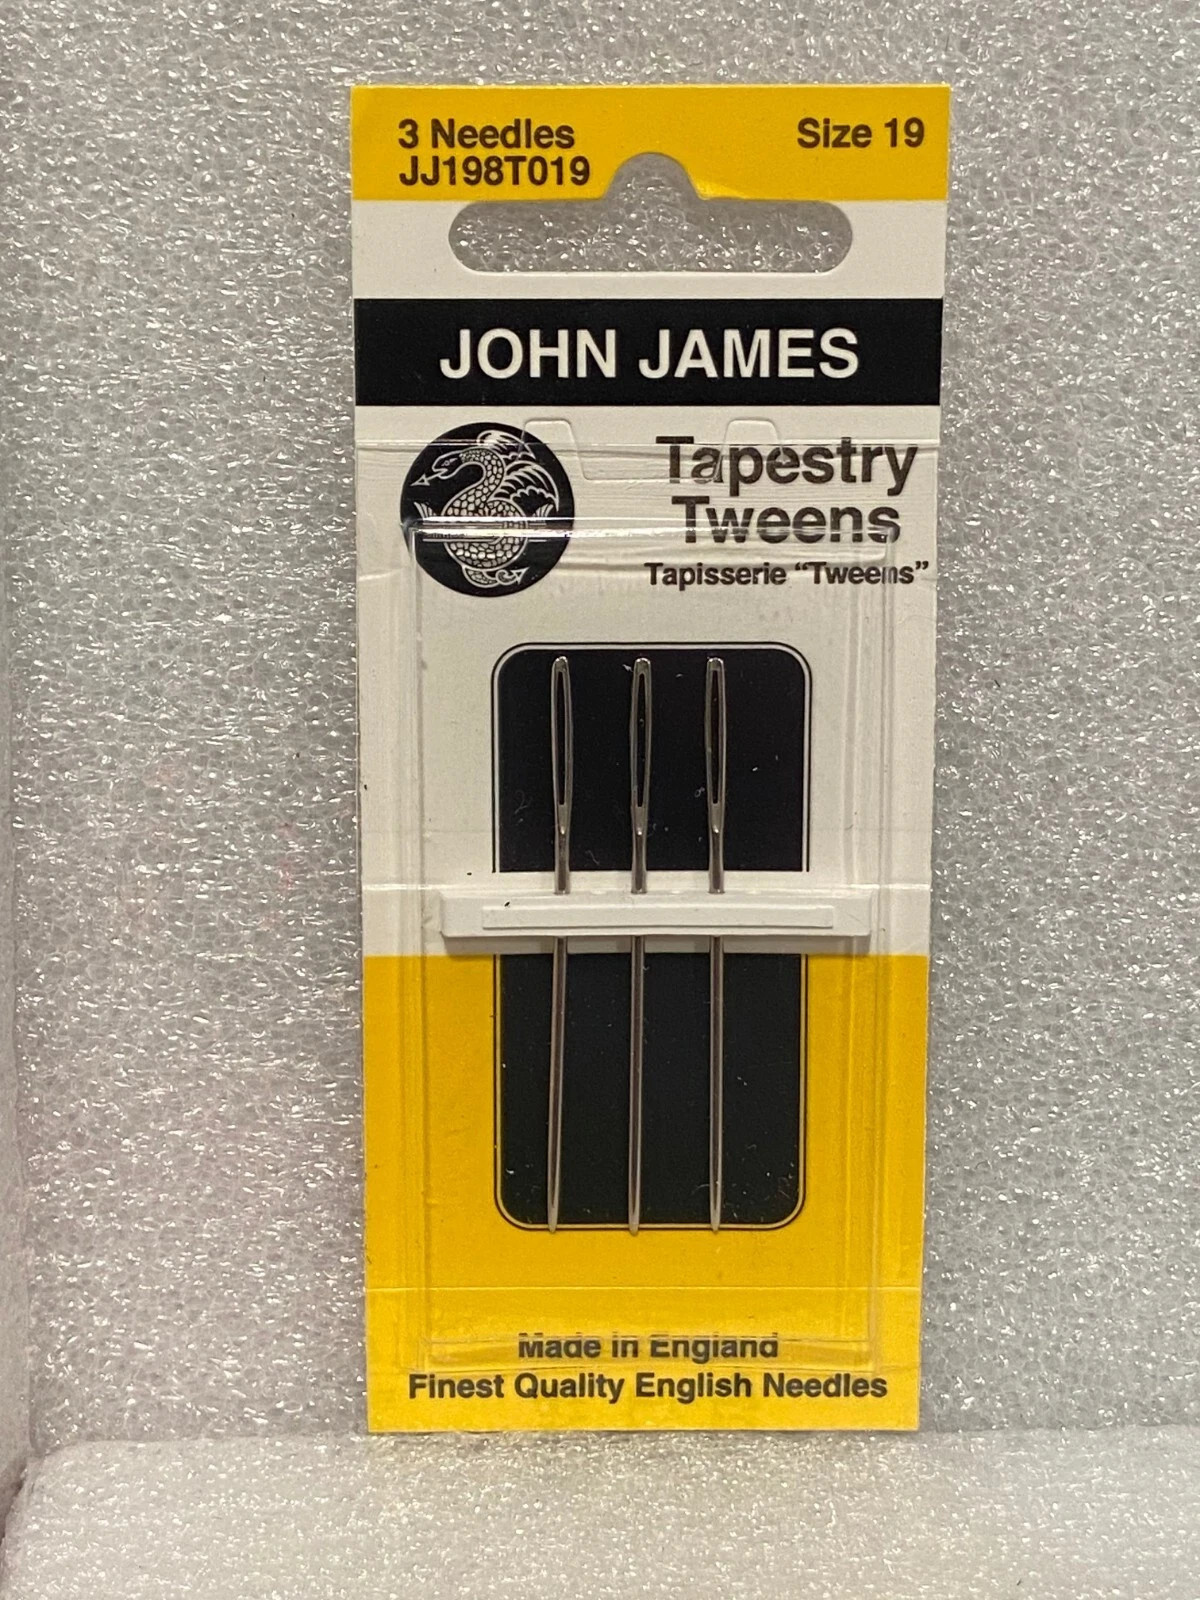 3 Needles
JJ198T019
Size 19
JOHN JAMES
Tapestry
Tweens
Tapisserie “Tweens”
Made in England
Finest Quality English Needles